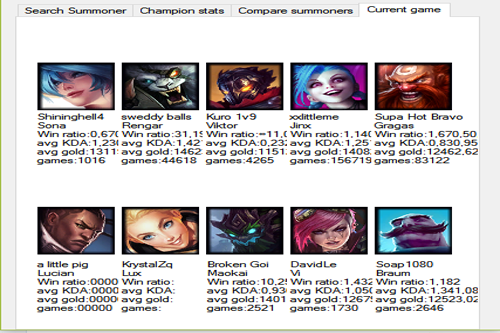 Search Summoner Champion stats Compare summoners Current game
Shininghell4 sweddy balls Kuro 1v9 xxlittleme Supa Hot Bravo
Sona Rengar Viktor Jinx Gragas
Win ratio:0,670 Win ratio:31,19 Win ratio:=11,0 Win ratio:1,140 Win ratio:1,670,50
avg KDA:1,230 avg KDA:1,42 avg KDA:0,232 avg KDA:1,25 avg KDA:0,830,95
avg gold:1311 avg gold:1462 avg gold:1151 avg gold:1408 avg gold:12462,62
games:1016 games:44618 games:4265 games:156719 games:83122
a little pig KrystalZq Broken Goi DavidLe Soap1080
Lucian Lux Maokai Vi Braum
Win ratio:0000 Win ratio: Win ratio:10,25 Win ratio:1,432 Win ratio:1,182
avg KDA:0000 avg KDA: avg KDA:0,930 avg KDA:1,050 avg KDA:1,341,08
avg gold:0000 avg gold: avg gold:1401 avg gold:1267 avg gold:12523,02
games:00000 games: games:2521 games:1730 games:2646